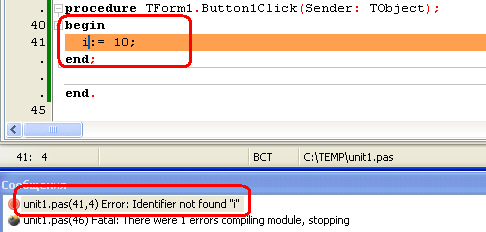 procedure TForm1.Button1Click(Sender: TObject);
40 begin
41 i:= 10;
end;
end.
45
41: 4 ВСТ C:\TEMP\unit1.pas
Сообщения
unit1.pas(41,4) Error: Identifier not found "i"
unit1.pas(46) Fatal: There were 1 errors compiling module, stopping